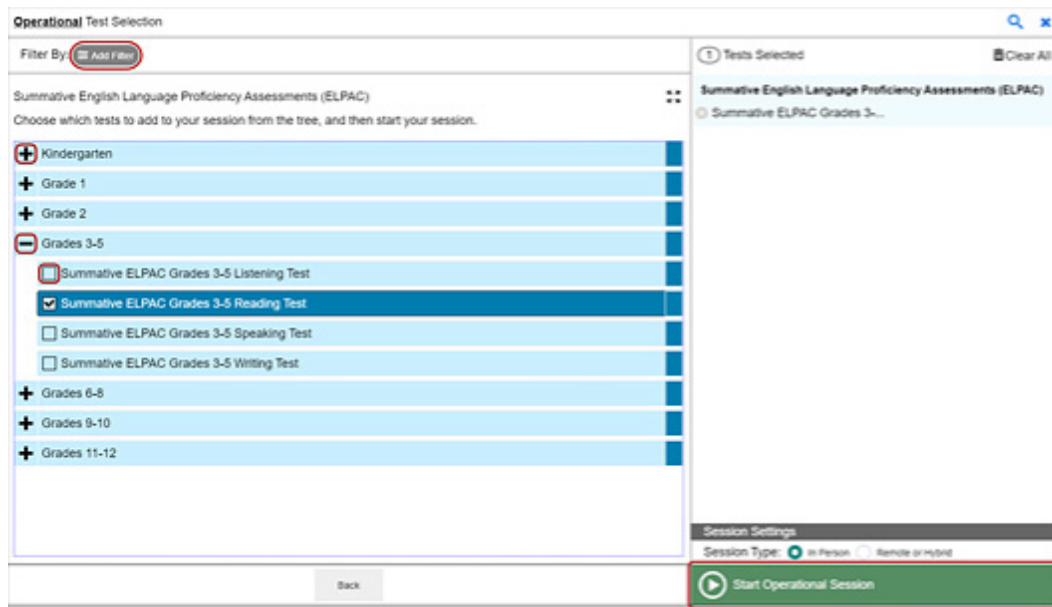 Operational Test Selection
Filter By: Add Filter
Summative English Language Proficiency Assessments (ELPAC)
Choose which tests to add to your session from the tree, and then start your session.
Kindergarten
Grade 1
Grade 2
Grades 3-5
Summative ELPAC Grades 3-5 Listening Test
Summative ELPAC Grades 3-5 Reading Test
Summative ELPAC Grades 3-5 Speaking Test
Summative ELPAC Grades 3-5 Writing Test
Grades 6-8
Grades 9-10
Grades 11-12
Back
1 Tests Selected
Clear All
Summative English Language Proficiency Assessments (ELPAC)
Summative ELPAC Grades 3-...
Session Settings
Session Type: In Person Remote or Hybrid
Start Operational Session